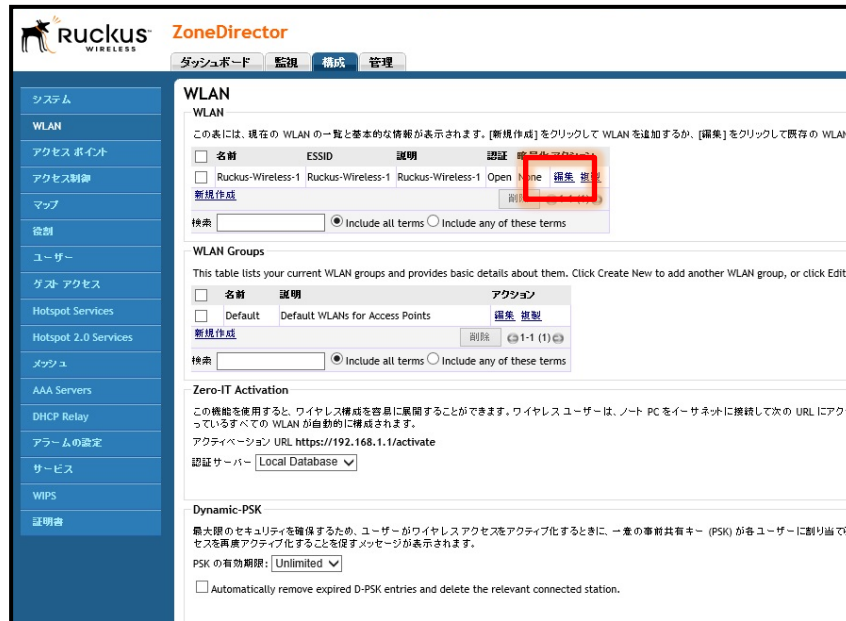 RUCKUS
WIRELESS
ZoneDirector
ダッシュボード 監視 構成 管理
システム
WLAN
アクセス ポイント
アクセス制御
マップ
役割
ユーザー
ゲスト アクセス
Hotspot Services
Hotspot 2.0 Services
メッシュ
AAA Servers
DHCP Relay
アラームの設定
サービス
WIPS
証明書
WLAN
WLAN
この表には、現在の WLAN の一覧と基本的な情報が表示されます。[新規作成] をクリックして WLAN を追加するか、[編集] をクリックして既存の WLAN
名前 ESSID 説明 認証 暗号化 アクション
Ruckus-Wireless-1 Ruckus-Wireless-1 Ruckus-Wireless-1 Open None 編集 複製
新規作成 削除 1-1 (1)
検索 Include all terms Include any of these terms
WLAN Groups
This table lists your current WLAN groups and provides basic details about them. Click Create New to add another WLAN group, or click Edit
名前 説明 アクション
Default Default WLANs for Access Points 編集 複製
新規作成 削除 1-1 (1)
検索 Include all terms Include any of these terms
Zero-IT Activation
この機能を使用すると、ワイヤレス構成を容易に展開することができます。ワイヤレス ユーザーは、ノート PC をイーサネットに接続して次の URL にアク
っているすべての WLAN が自動的に構成されます。
アクティベーション URL https://192.168.1.1/activate
認証サーバー Local Database
Dynamic-PSK
最大限のセキュリティを確保するため、ユーザーがワイヤレス アクセスをアクティブ化するときに、一意の事前共有キー (PSK) が各ユーザーに割り当て
セスを再度アクティブ化することを促すメッセージが表示されます。
PSK の有効期限: Unlimited
Automatically remove expired D-PSK entries and delete the relevant connected station.